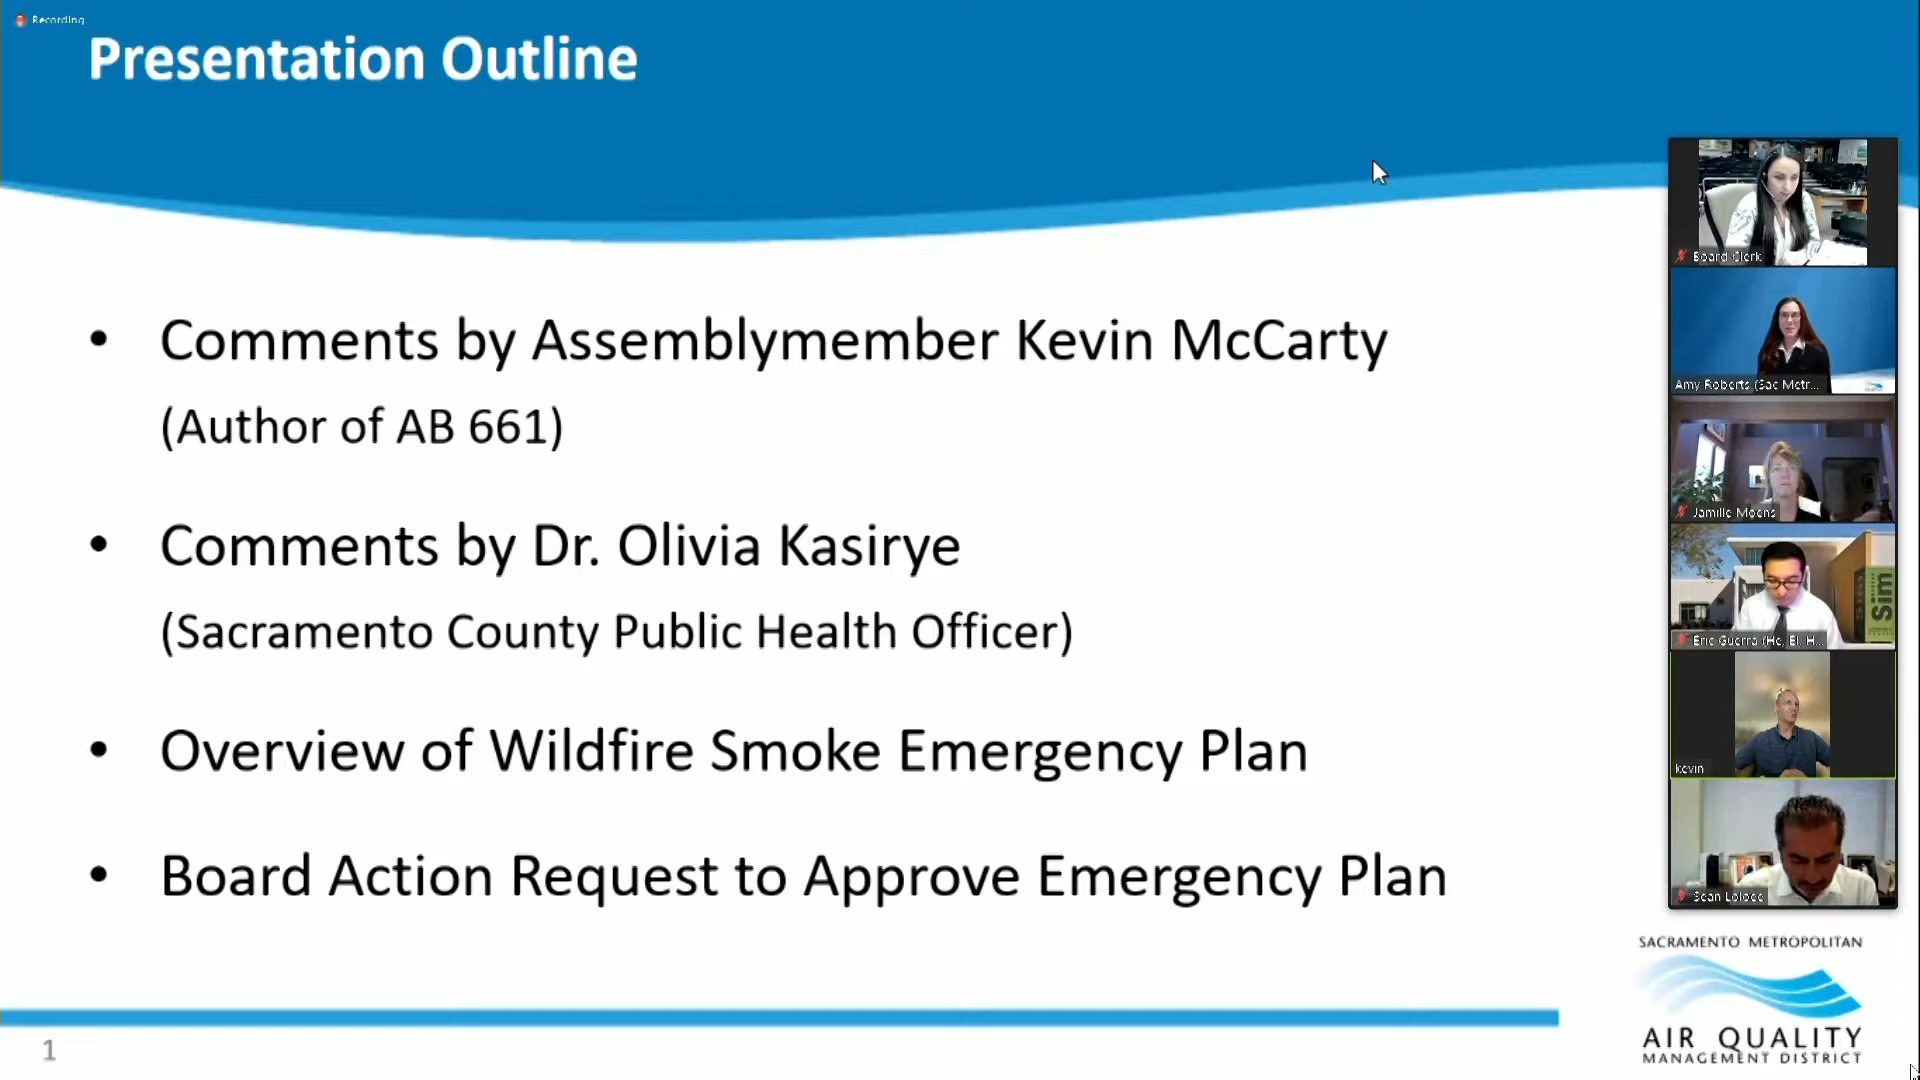 Recording
Presentation Outline
• Comments by Assemblymember Kevin McCarty
(Author of AB 661)
• Comments by Dr. Olivia Kasirye
(Sacramento County Public Health Officer)
• Overview of Wildfire Smoke Emergency Plan
• Board Action Request to Approve Emergency Plan
1
Board Clerk
Amy Roberts (Sac Metr...
Jamille Moens
Eric Guerra (He, El, H...
Sim
kevin
Sean Loloee
SACRAMENTO METROPOLITAN
AIR QUALITY
MANAGEMENT DISTRICT